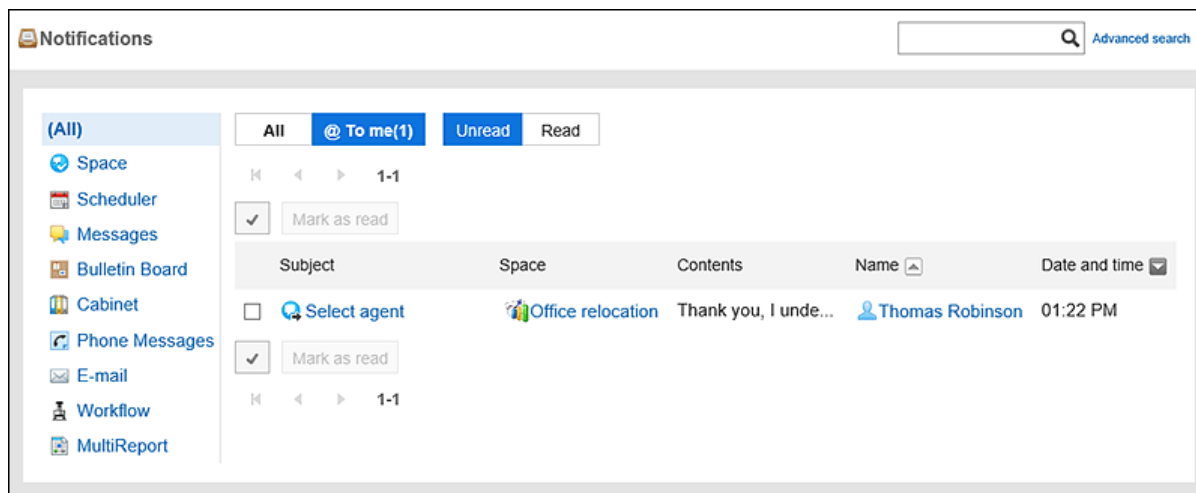 Notifications
Advanced search
(All)
Space
Scheduler
Messages
Bulletin Board
Cabinet
Phone Messages
E-mail
Workflow
MultiReport
All @ To me(1) Unread Read
1-1
Mark as read
Subject Space Contents Name Date and time
Select agent Office relocation Thank you, I unde... Thomas Robinson 01:22 PM
Mark as read
1-1